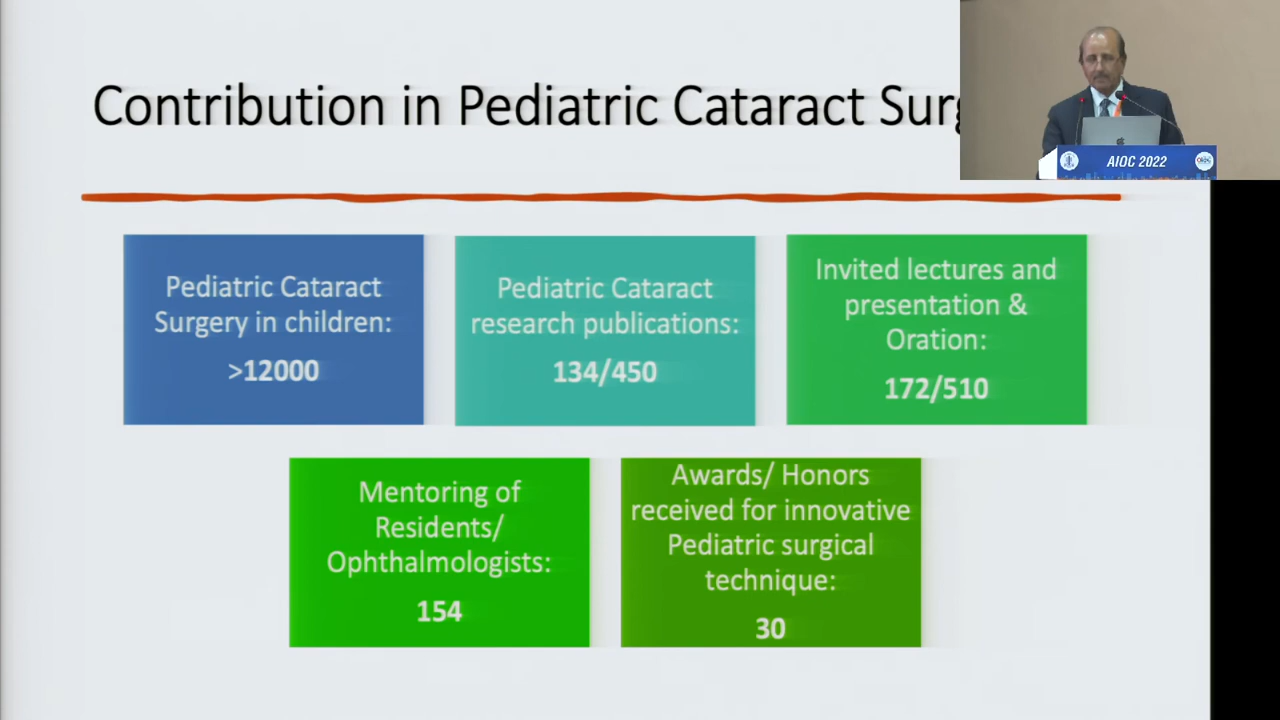 Contribution in Pediatric Cataract Surg
AIOC 2022
Pediatric Cataract
Surgery in children:
>12000
Pediatric Cataract
research publications:
134/450
Invited lectures and
presentation &
Oration:
172/510
Mentoring of
Residents/
Ophthalmologists:
154
Awards/ Honors
received for innovative
Pediatric surgical
technique:
30